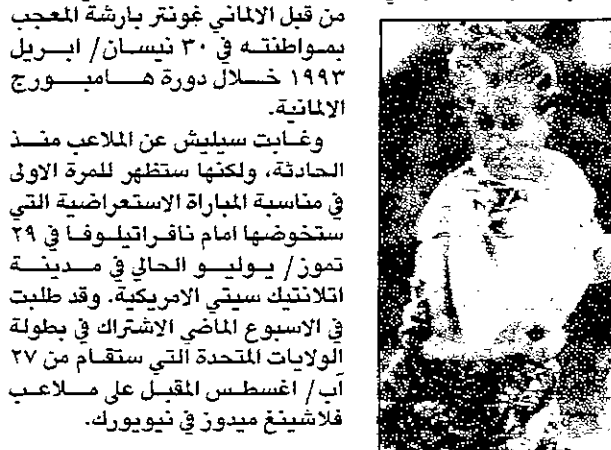 من قبل الالماني غونتر بارشة المعجب
بمواطنته في ٣٠ نيسان/ ابريل
١٩٩٣ خلال دورة هامبورج
الالمانية.
وغابت سيليش عن الملاعب منذ
الحادثة، ولكنها ستظهر للمرة الاولى
في مناسبة المباراة الاستعراضية التي
ستخوضها امام نافراتيلوفا في ٢٩
تموز/ يوليو الحالي في مدينة
اتلانتيك سيتي الامريكية. وقد طلبت
في الاسبوع الماضي الاشتراك في بطولة
الولايات المتحدة التي ستقام من ٢٧
آب/ اغسطس المقبل على ملاعب
فلاشينغ ميدوز في نيويورك.